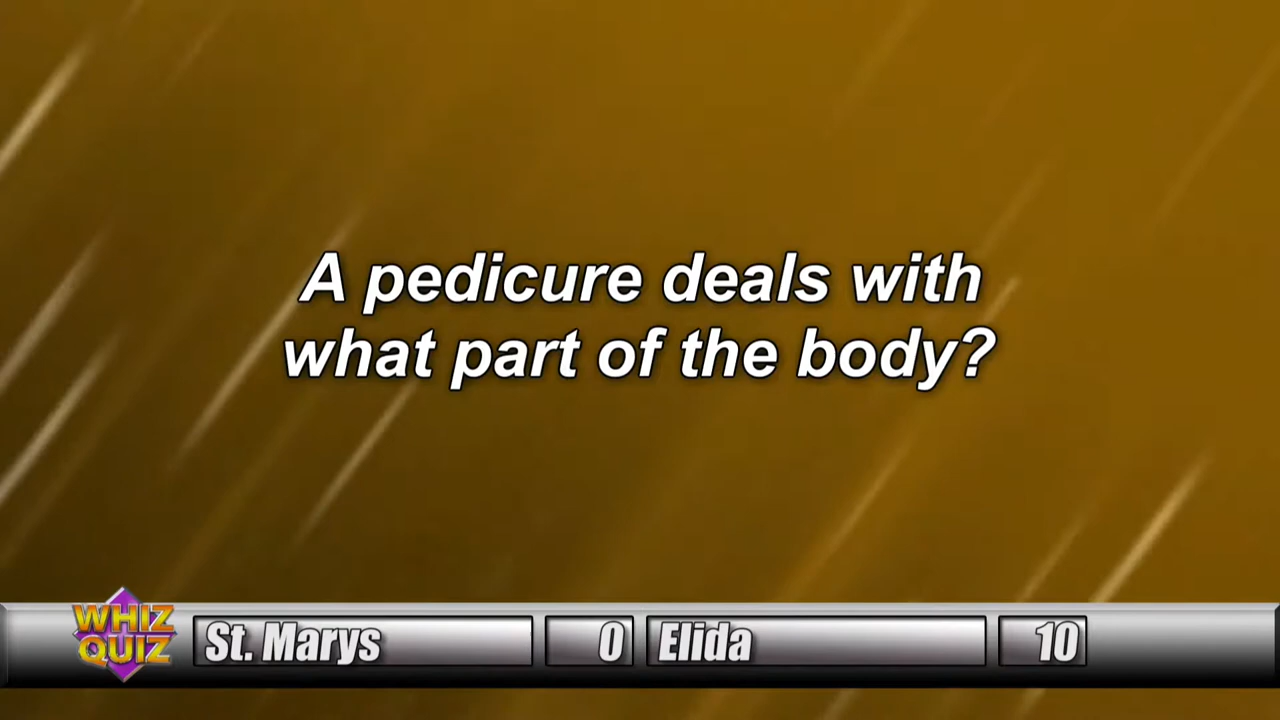 A pedicure deals with
what part of the body?
WHIZ
QUIZ
St. Marys 0 Elida 10